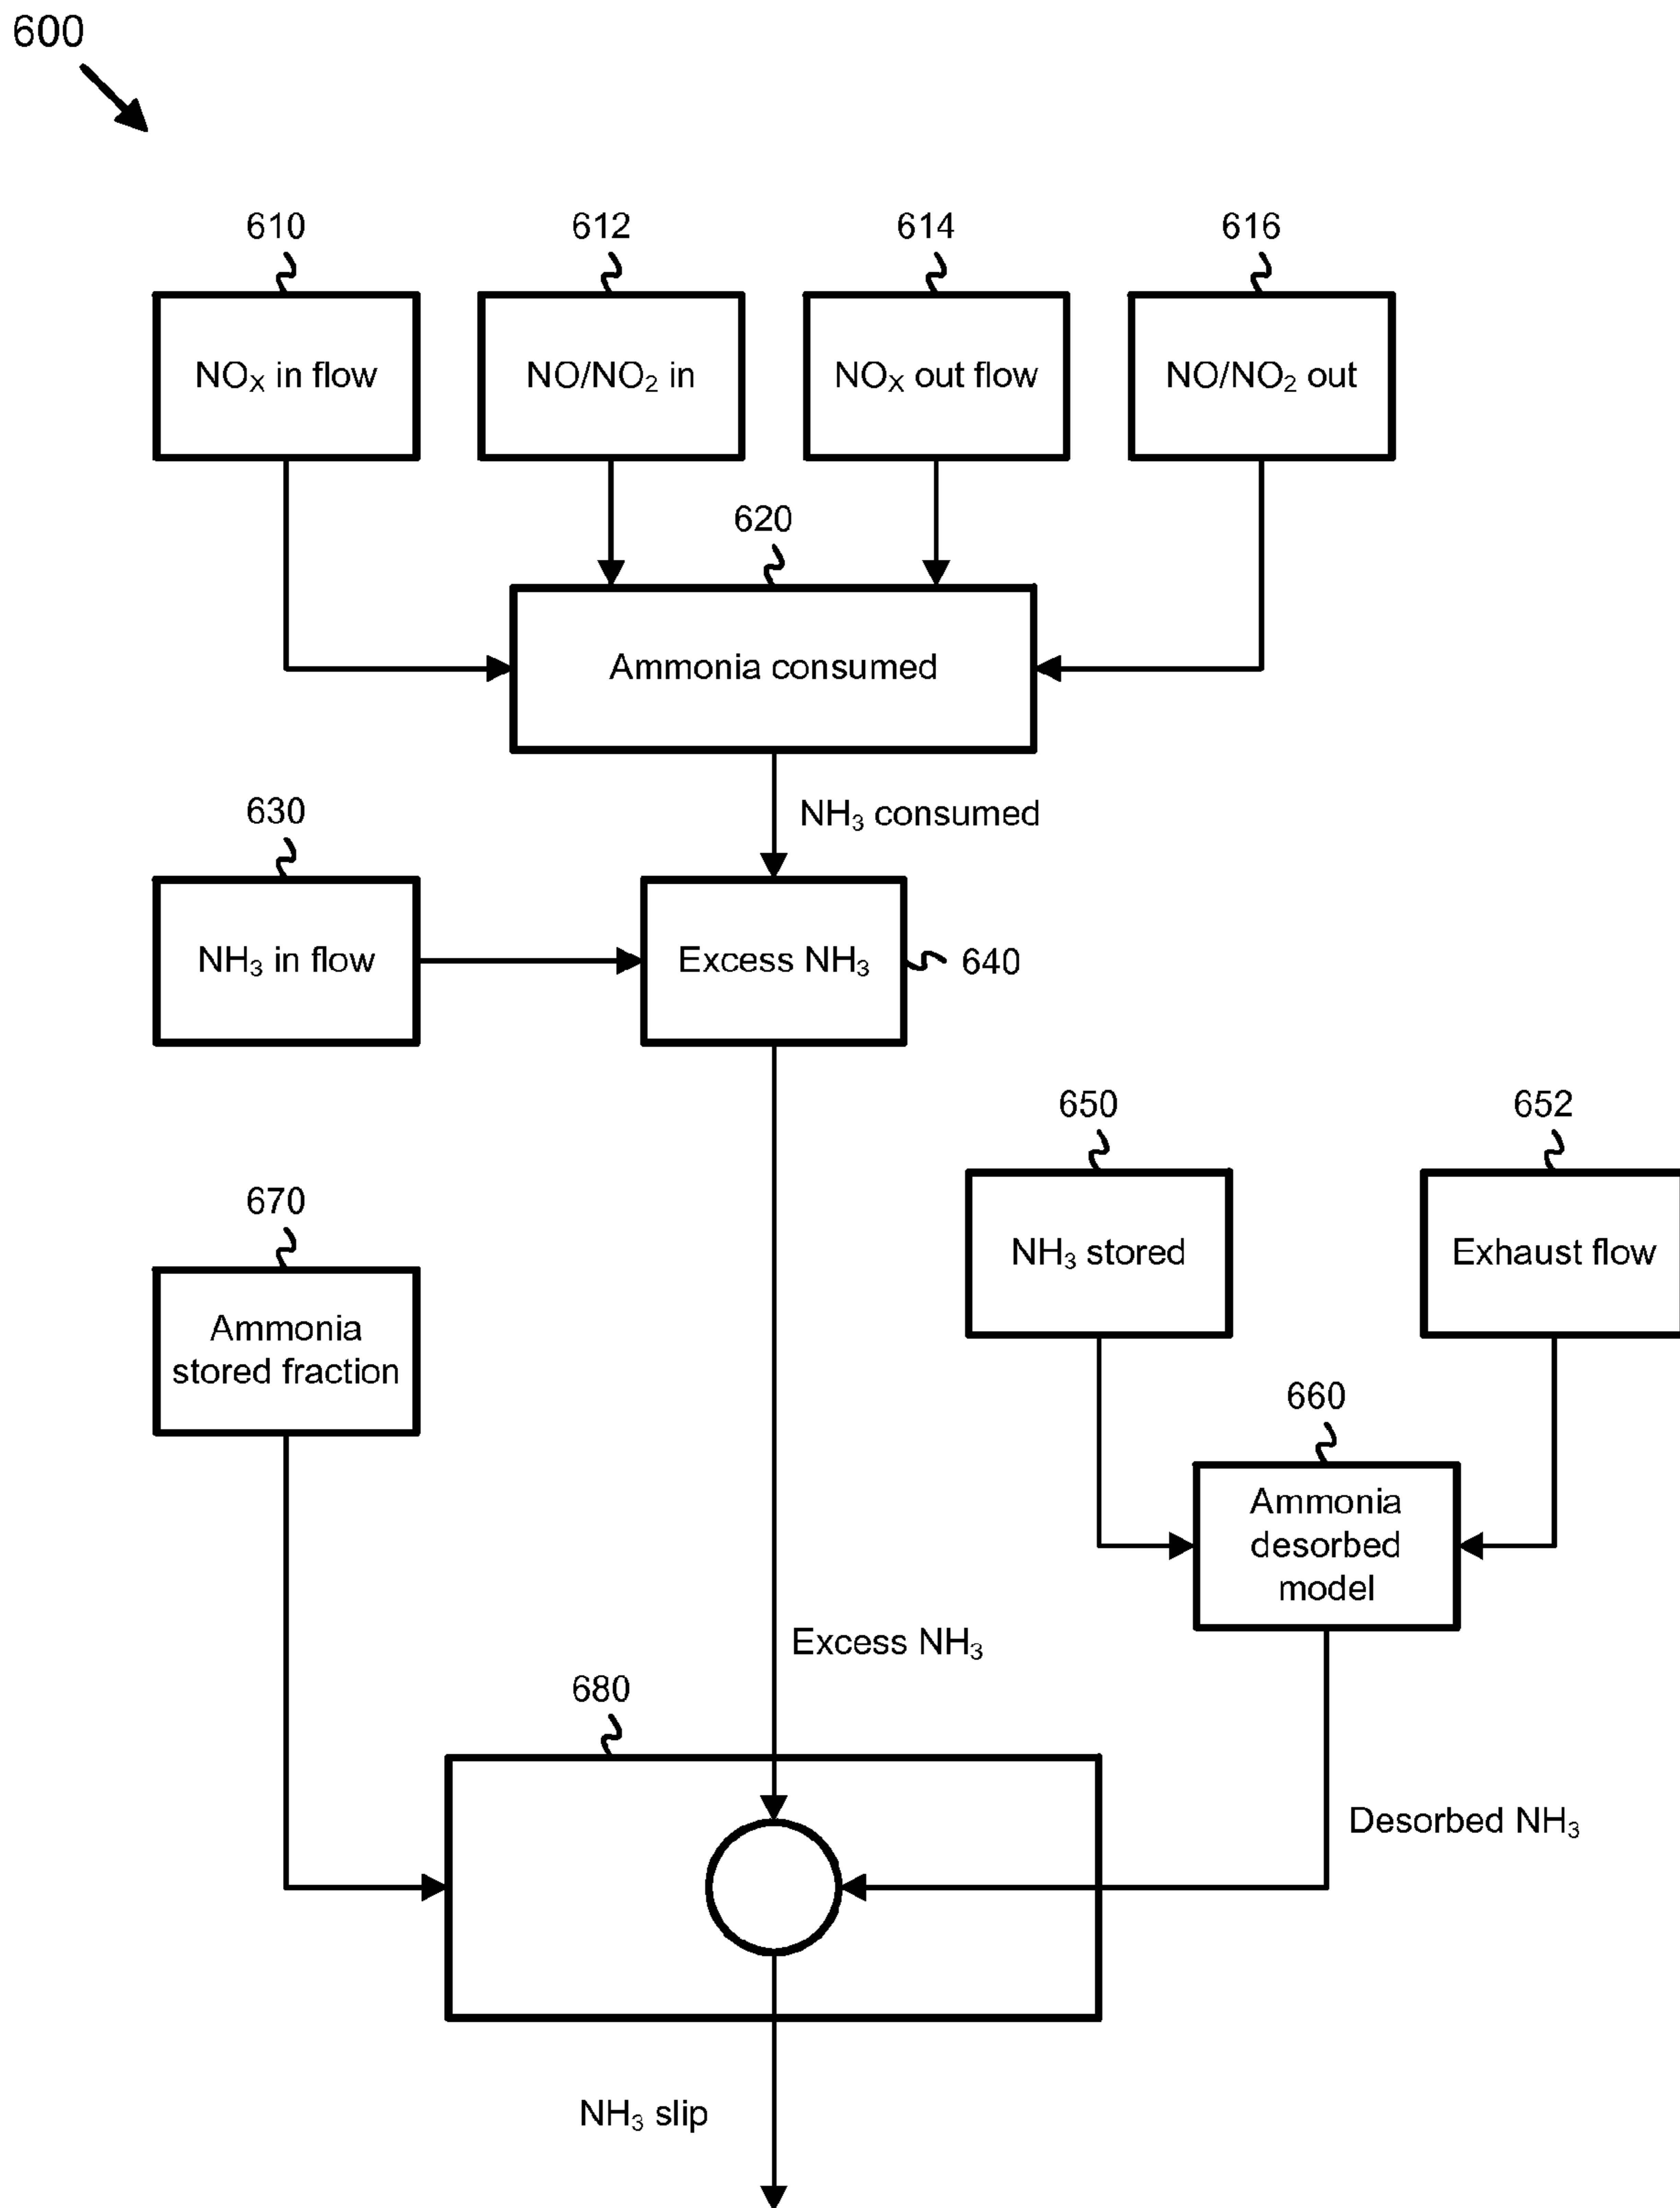 600
610
612
614
616
NOX in flow
NO/NO2 in
NOX out flow
NO/NO2 out
620
Ammonia consumed
NH3 consumed
630
NH3 in flow
Excess NH3
640
650
652
NH3 stored
Exhaust flow
670
Ammonia
stored fraction
660
Ammonia
desorbed
model
Excess NH3
680
Desorbed NH3
NH3 slip